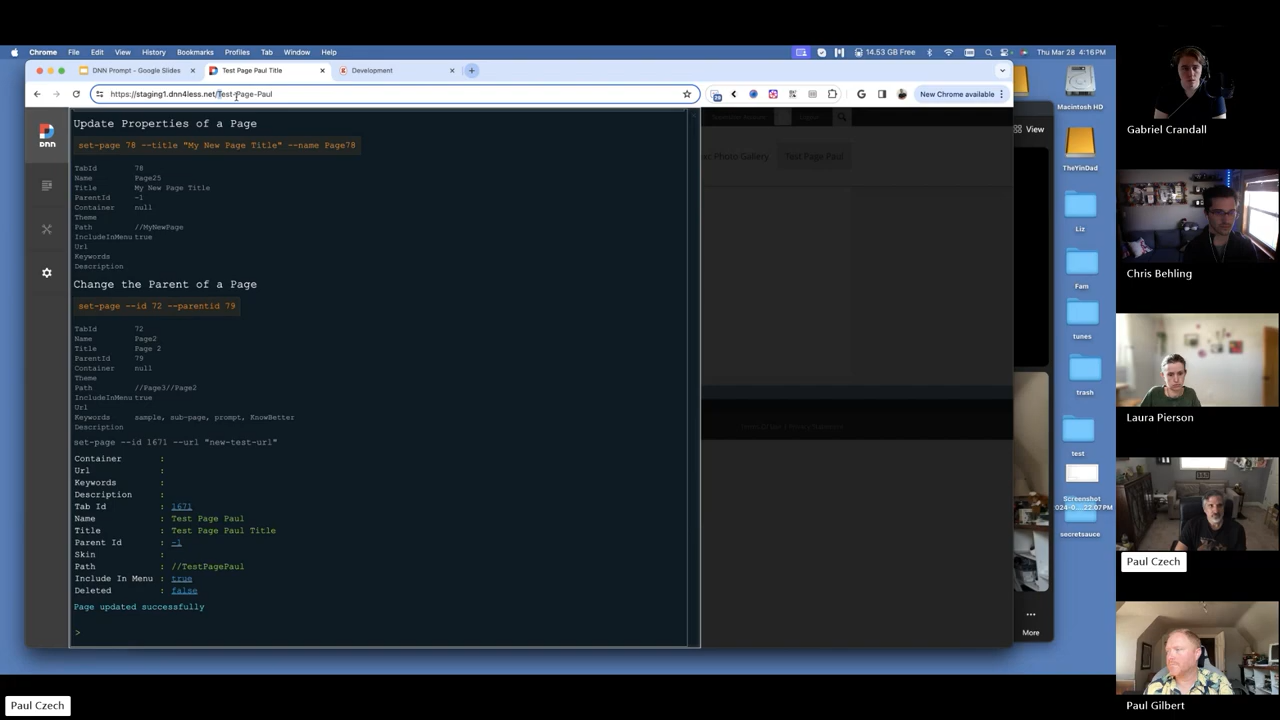 Chrome File Edit View History Bookmarks Profiles Tab Window Help
14.53 GB Free Thu Mar 28 4:16 PM
DNN Prompt - Google Slides
Test Page Paul Title
Development
https://staging1.dnn4less.net/Test-Page-Paul
New Chrome available
DNN
Update Properties of a Page
set-page 78 --title "My New Page Title" --name Page78
TabId 78
Name Page25
Title My New Page Title
ParentId -1
Container null
Theme
Path //MyNewPage
IncludeInMenu true
Url
Keywords
Description
Change the Parent of a Page
set-page --id 72 --parentid 79
TabId 72
Name Page2
Title Page 2
ParentId 79
Container null
Theme
Path //Page3//Page2
IncludeInMenu true
Url
Keywords sample, sub-page, prompt, KnowBetter
Description
set-page --id 1671 --url "new-test-url"
Container :
Url :
Keywords :
Description :
Tab Id : 1671
Name : Test Page Paul
Title : Test Page Paul Title
Parent Id : -1
Skin :
Path : //TestPagePaul
Include In Menu : true
Deleted : false
Page updated successfully
>
Photo Gallery
Test Page Paul
View
More
Macintosh HD
TheYinDad
Liz
Fam
tunes
trash
test
Screenshot
2024-0....22.07 PM
secretsauce
Gabriel Crandall
Chris Behling
Laura Pierson
Paul Czech
Paul Gilbert
Paul Czech